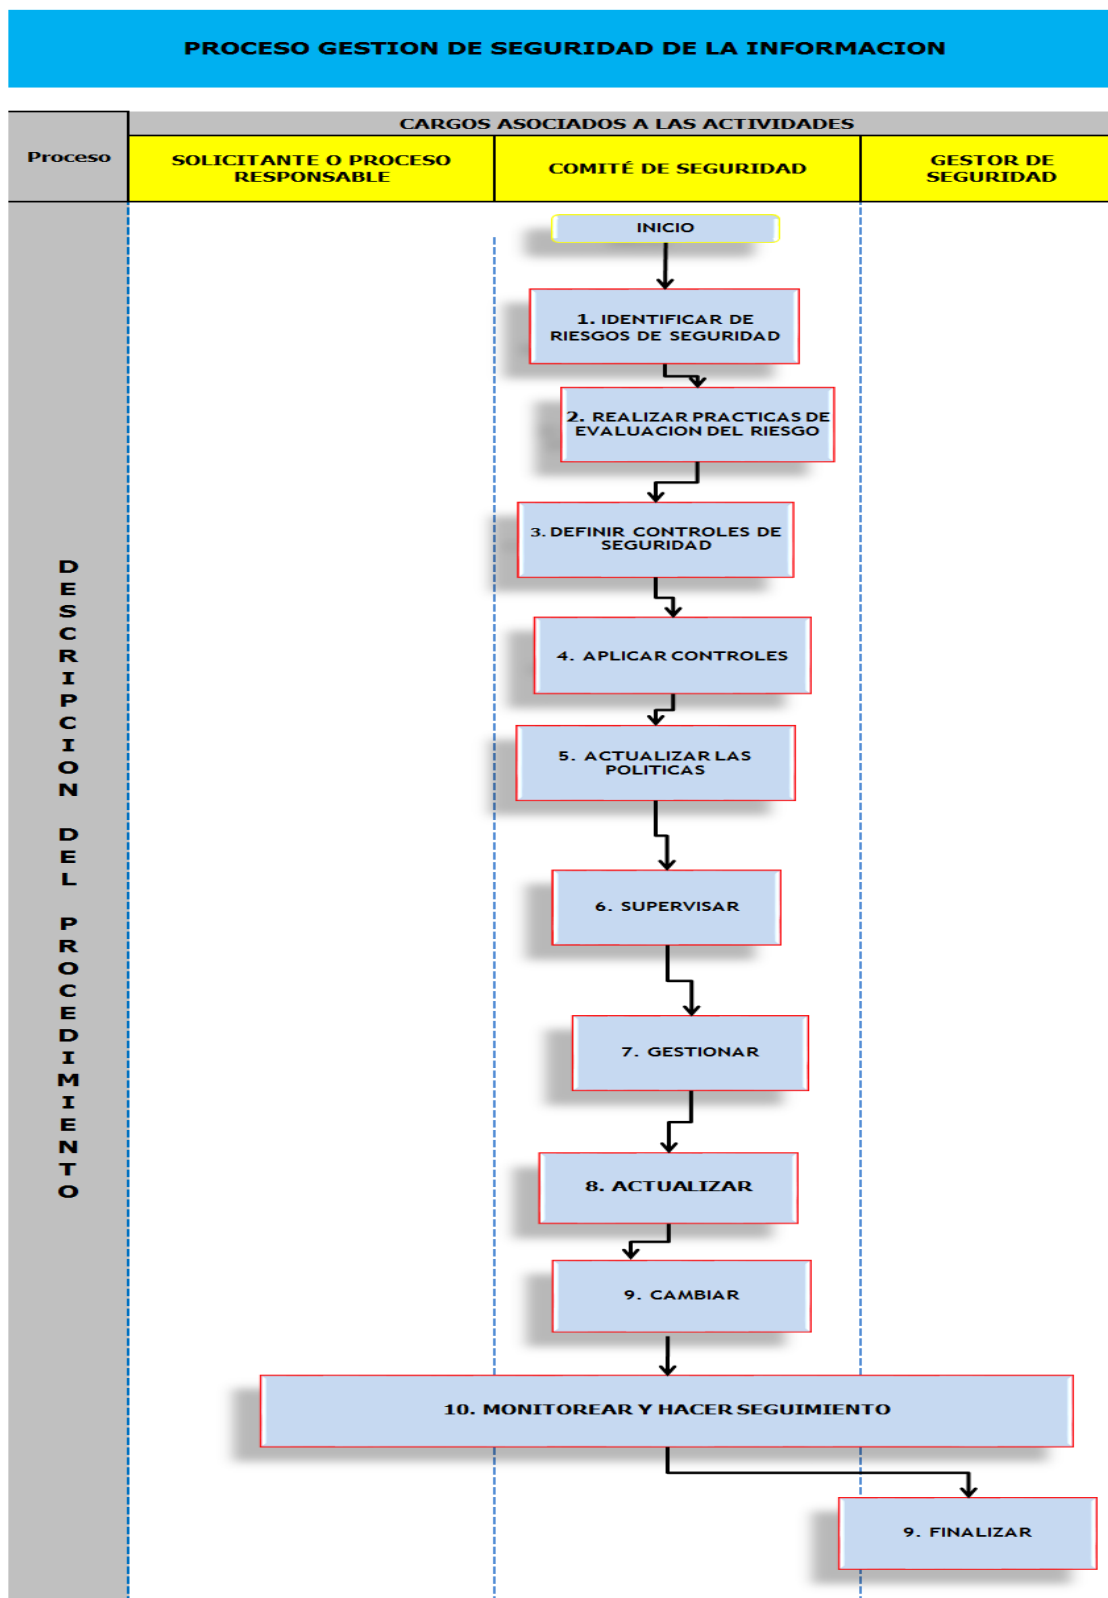 PROCESO GESTION DE SEGURIDAD DE LA INFORMACION
CARGOS ASOCIADOS A LAS ACTIVIDADES
Proceso
SOLICITANTE O PROCESO
RESPONSABLE
COMITÉ DE SEGURIDAD
GESTOR DE
SEGURIDAD
DESCRIPCION DEL PROCEDIMIENTO
INICIO
1. IDENTIFICAR DE
RIESGOS DE SEGURIDAD
2. REALIZAR PRACTICAS DE
EVALUACION DEL RIESGO
3. DEFINIR CONTROLES DE
SEGURIDAD
4. APLICAR CONTROLES
5. ACTUALIZAR LAS
POLITICAS
6. SUPERVISAR
7. GESTIONAR
8. ACTUALIZAR
9. CAMBIAR
10. MONITOREAR Y HACER SEGUIMIENTO
9. FINALIZAR